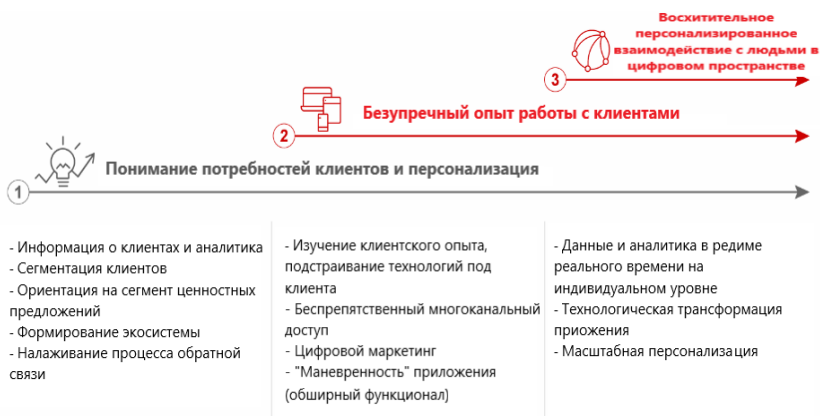 Восхитительное
персонализированное
взаимодействие с людьми в
цифровом пространстве
3
Безупречный опыт работы с клиентами
2
Понимание потребностей клиентов и персонализация
1
- Информация о клиентах и аналитика
- Сегментация клиентов
- Ориентация на сегмент ценностных
предложений
- Формирование экосистемы
- Налаживание процесса обратной
связи
- Изучение клиентского опыта,
подстраивание технологий под
клиента
- Беспрепятственный многоканальный
доступ
- Цифровой маркетинг
- "Маневренность" приложения
(обширный функционал)
- Данные и аналитика в редиме
реального времени на
индивидуальном уровне
- Технологическая трансформация
приожения
- Масштабная персонализация